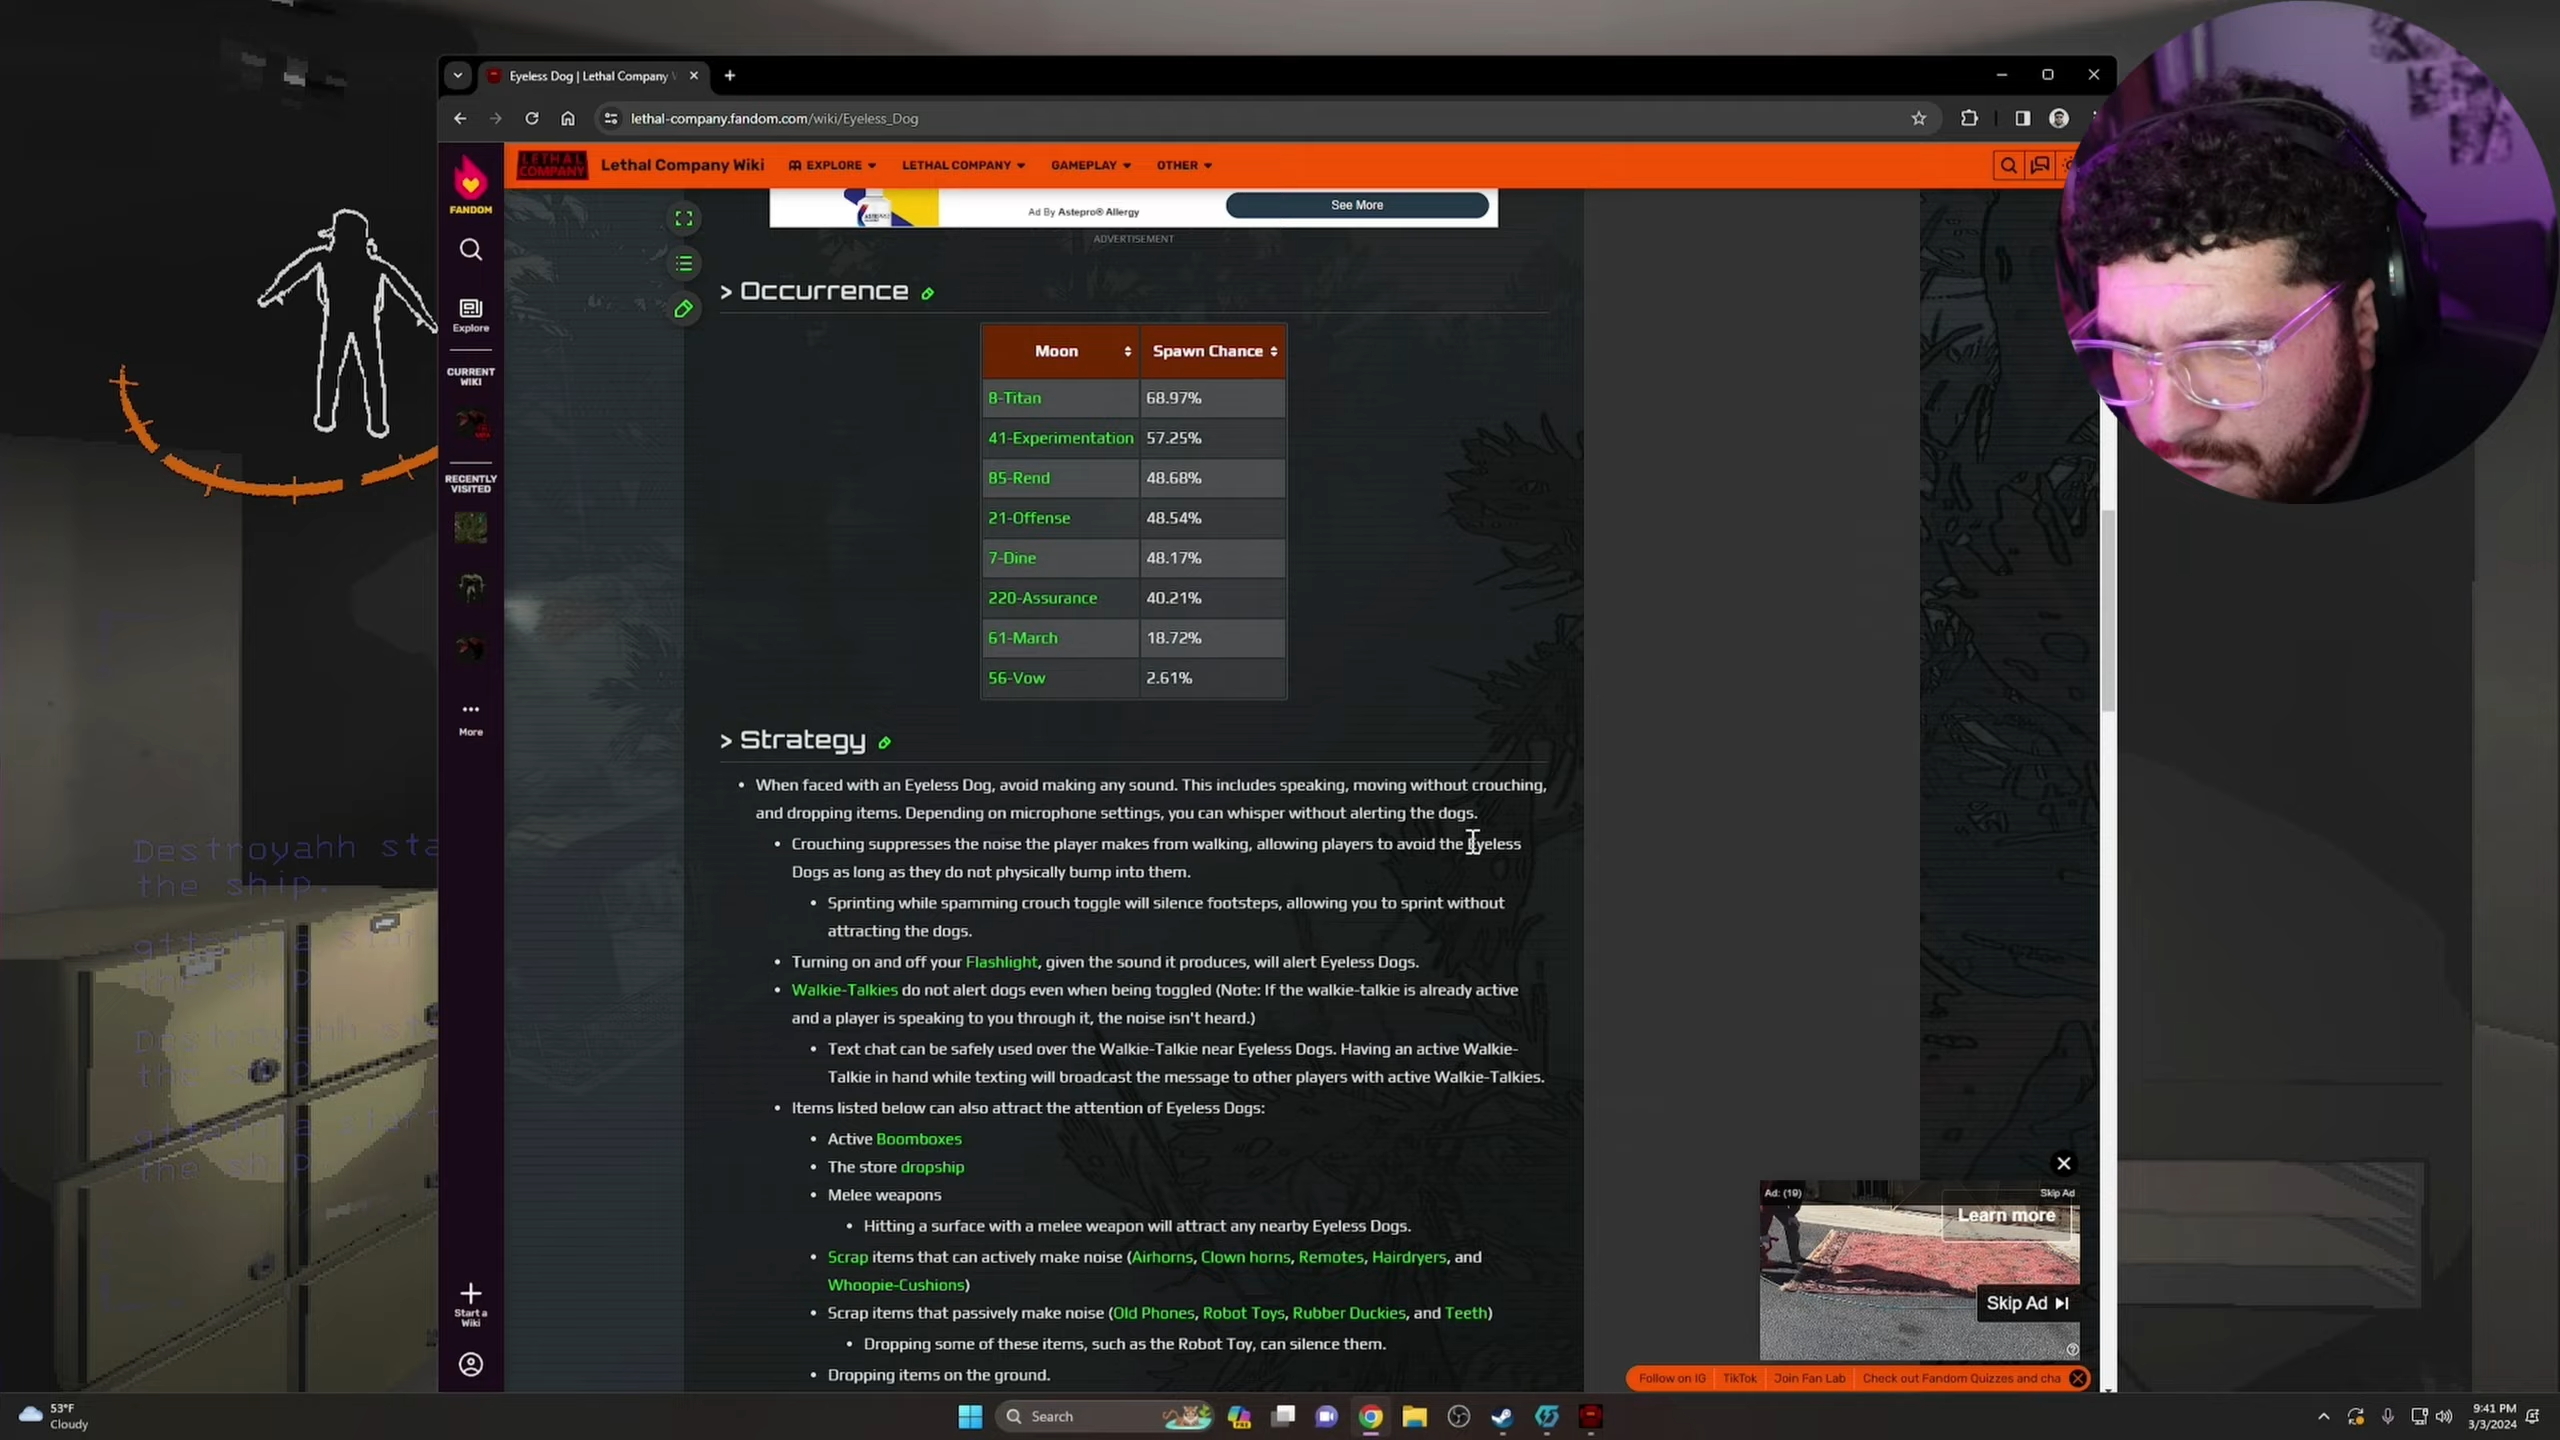 Eyeless Dog | Lethal Company
lethal-company.fandom.com/wiki/Eyeless_Dog
FANDOM
LETHAL
COMPANY
Lethal Company Wiki
EXPLORE
LETHAL COMPANY
GAMEPLAY
OTHER
Explore
CURRENT
WIKI
RECENTLY
VISITED
More
Start a
Wiki
Ad By Astepro® Allergy
See More
ADVERTISEMENT
> Occurrence
Moon Spawn Chance
8-Titan 68.97%
41-Experimentation 57.25%
85-Rend 48.68%
21-Offense 48.54%
7-Dine 48.17%
220-Assurance 40.21%
61-March 18.72%
56-Vow 2.61%
> Strategy
• When faced with an Eyeless Dog, avoid making any sound. This includes speaking, moving without crouching,
and dropping items. Depending on microphone settings, you can whisper without alerting the dogs.
• Crouching suppresses the noise the player makes from walking, allowing players to avoid the Eyeless
Dogs as long as they do not physically bump into them.
• Sprinting while spamming crouch toggle will silence footsteps, allowing you to sprint without
attracting the dogs.
• Turning on and off your Flashlight, given the sound it produces, will alert Eyeless Dogs.
• Walkie-Talkies do not alert dogs even when being toggled (Note: If the walkie-talkie is already active
and a player is speaking to you through it, the noise isn't heard.)
• Text chat can be safely used over the Walkie-Talkie near Eyeless Dogs. Having an active Walkie-
Talkie in hand while texting will broadcast the message to other players with active Walkie-Talkies.
• Items listed below can also attract the attention of Eyeless Dogs:
• Active Boomboxes
• The store dropship
• Melee weapons
• Hitting a surface with a melee weapon will attract any nearby Eyeless Dogs.
• Scrap items that can actively make noise (Airhorns, Clown horns, Remotes, Hairdryers, and
Whoopie-Cushions)
• Scrap items that passively make noise (Old Phones, Robot Toys, Rubber Duckies, and Teeth)
• Dropping some of these items, such as the Robot Toy, can silence them.
• Dropping items on the ground.
Destroyahh sta
the ship.
the ship
the ship
the ship.
Ad: (19)
Skip Ad
Learn more
Skip Ad
Follow on IG
TikTok
Join Fan Lab
Check out Fandom Quizzes and cha
53°F
Cloudy
Search
9:41 PM
3/3/2024